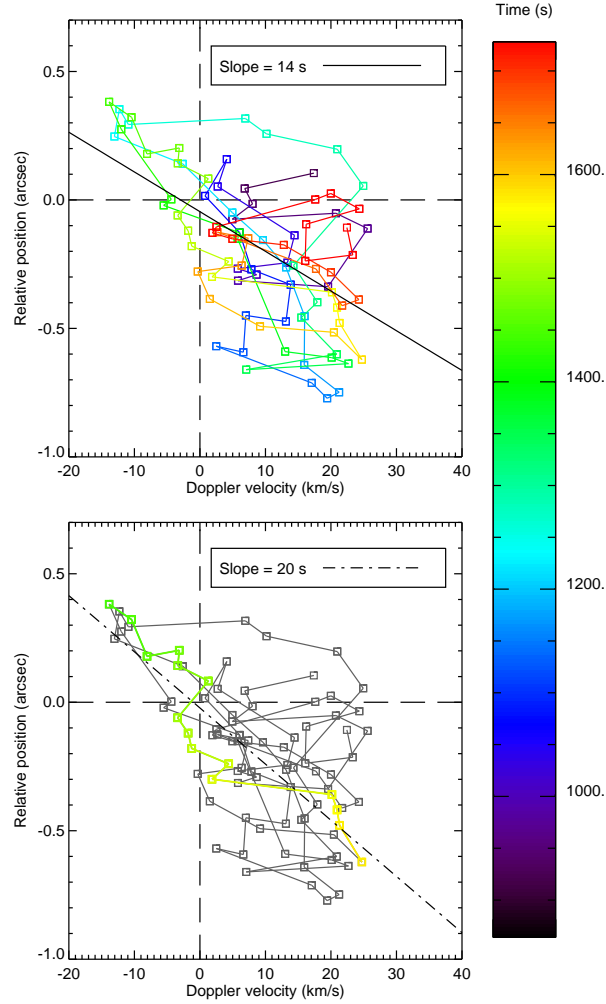 Time (s)
Slope = 14 s
0.5
0.0
-0.5
-1.0
Relative position (arcsec)
-20 -10 0 10 20 30 40
Doppler velocity (km/s)
1600.
1400.
1200.
1000.
Slope = 20 s
0.5
0.0
-0.5
-1.0
Relative position (arcsec)
-20 -10 0 10 20 30 40
Doppler velocity (km/s)